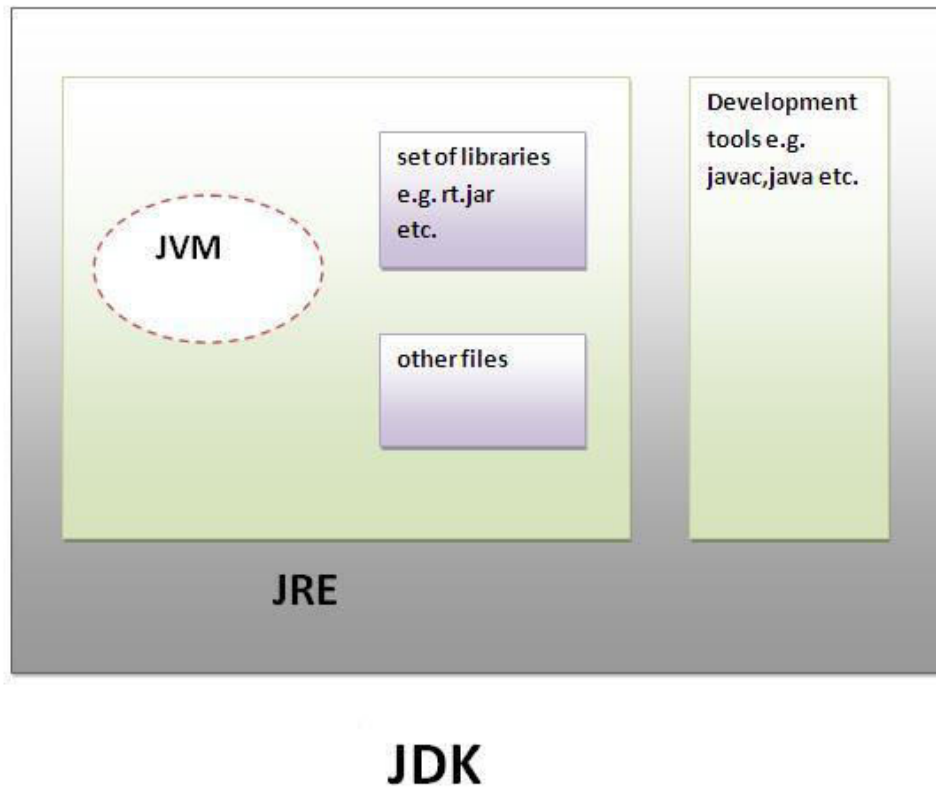 JVM
set of libraries
e.g. rt.jar
etc.
other files
Development
tools e.g.
javac,java etc.
JRE
JDK